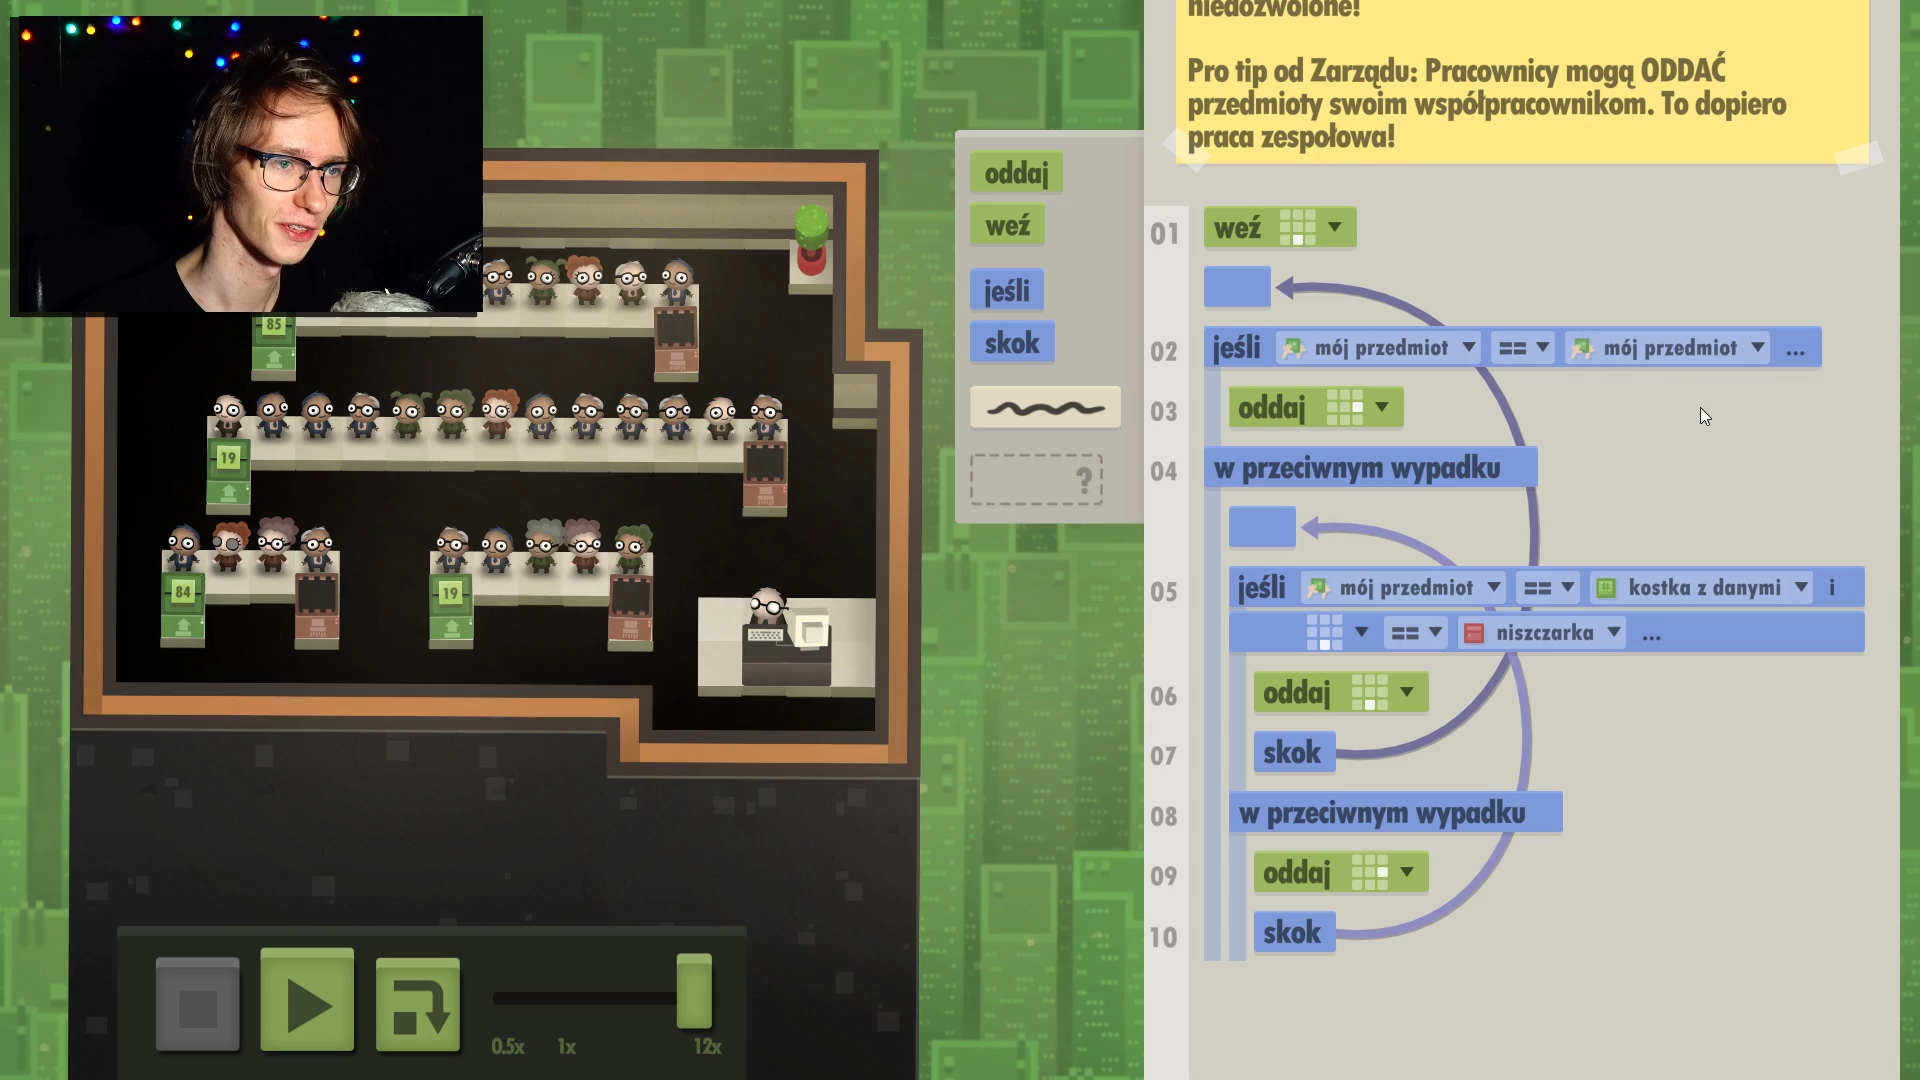 niedozwolone!
Pro tip od Zarządu: Pracownicy mogą ODDAĆ
przedmioty swoim współpracownikom. To dopiero
praca zespołowa!
oddaj
weź
jeśli
skok
?
01 weź
02 jeśli mój przedmiot == mój przedmiot ...
03 oddaj
04 w przeciwnym wypadku
05 jeśli mój przedmiot == kostka z danymi i
== niszczarka ...
06 oddaj
07 skok
08 w przeciwnym wypadku
09 oddaj
10 skok
85
19
84
19
0.5x 1x 12x